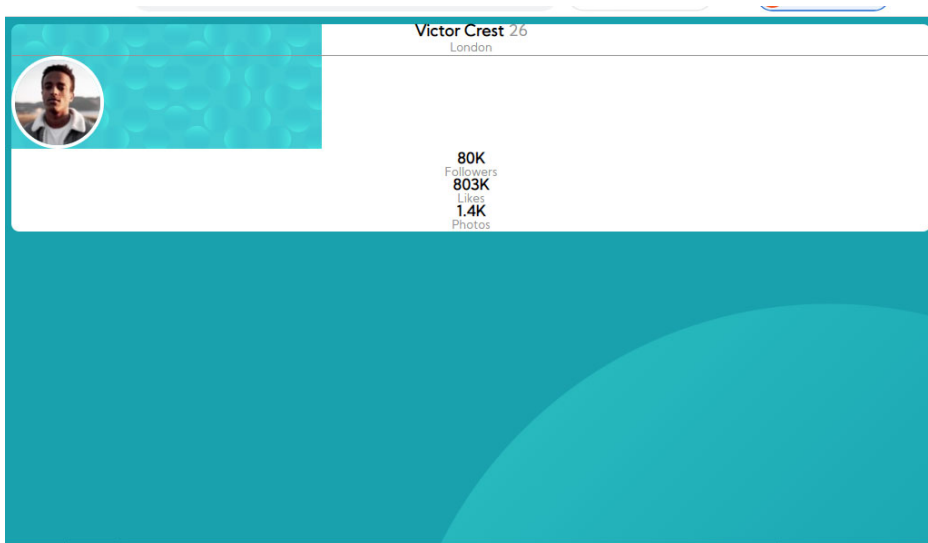 Victor Crest 26
London
80K
Followers
803K
Likes
1.4K
Photos